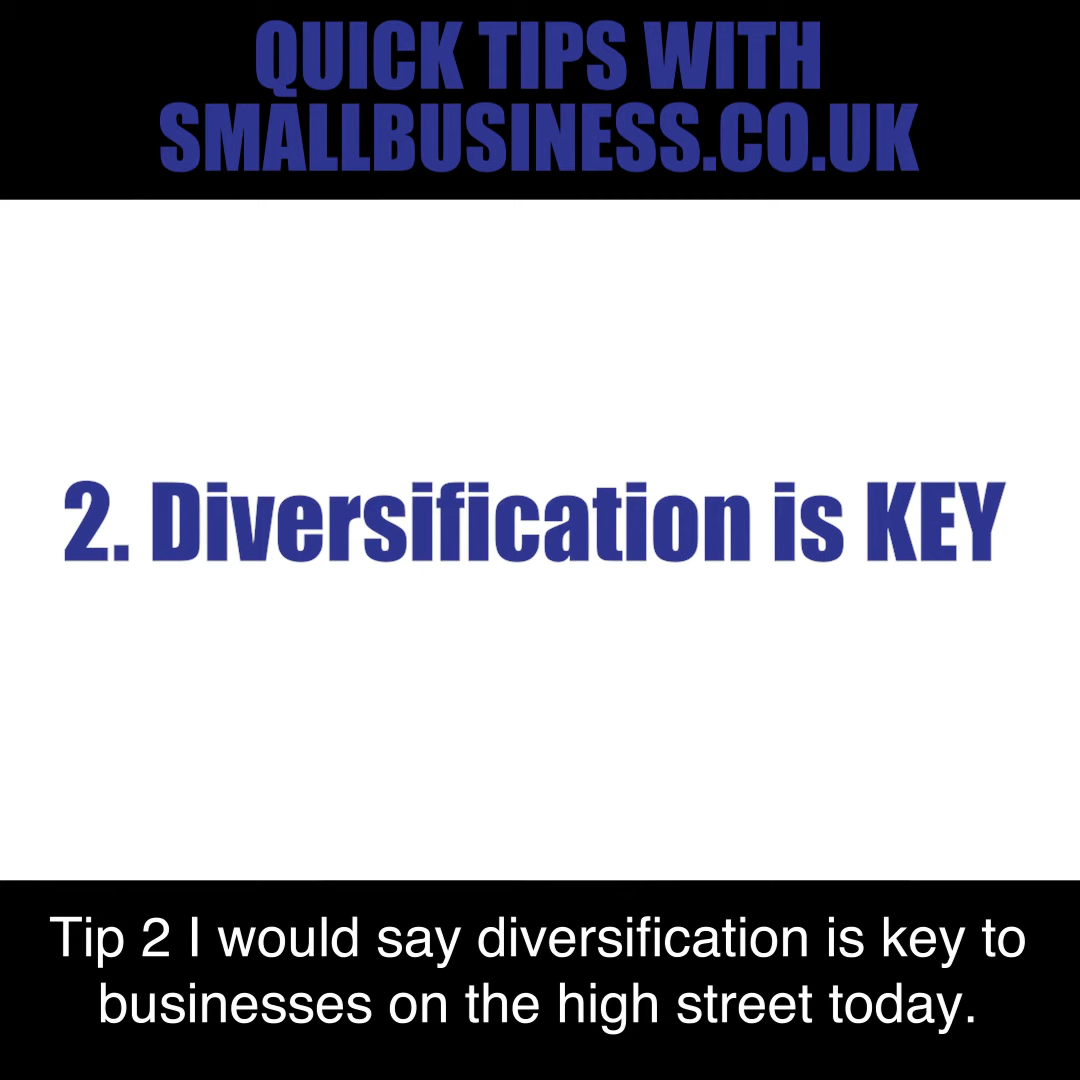 QUICK TIPS WITH
SMALLBUSINESS.CO.UK
2. Diversification is KEY
Tip 2 I would say diversification is key to
businesses on the high street today.